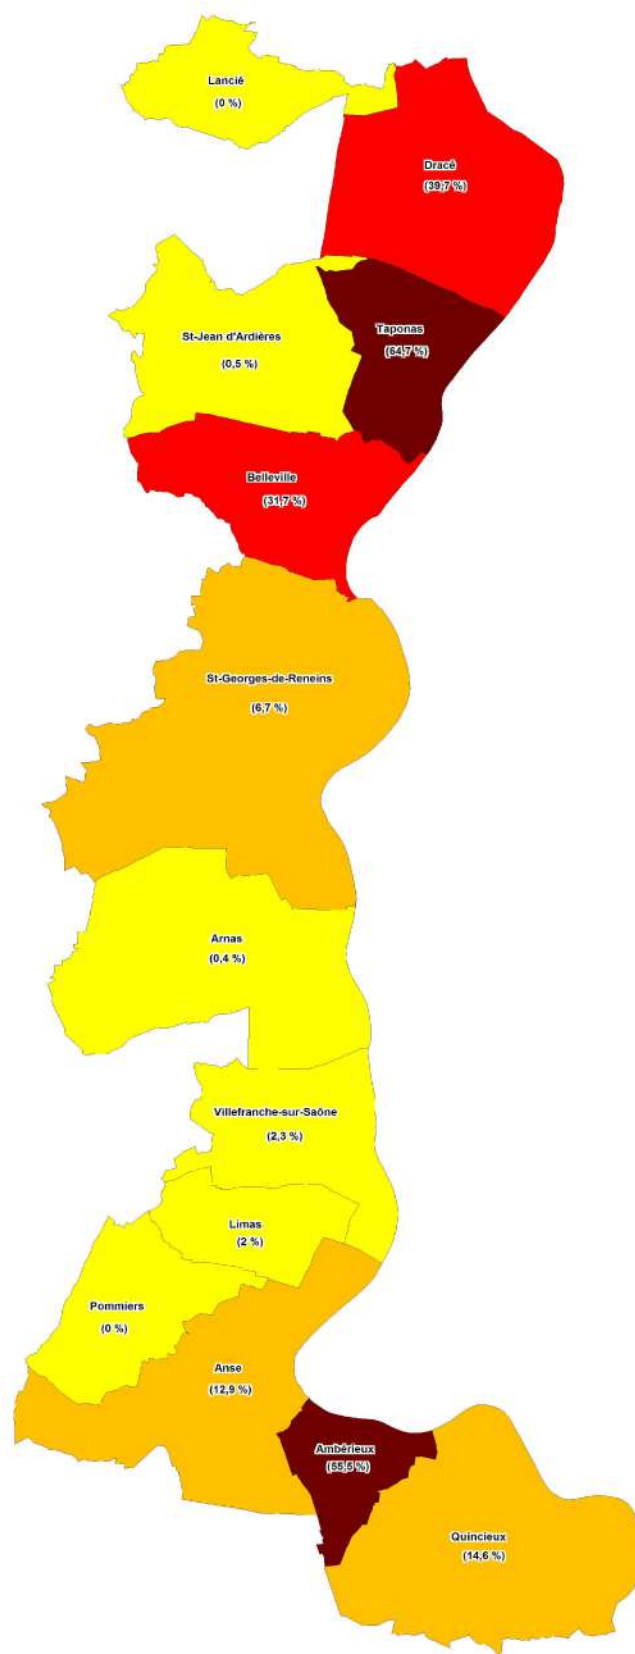 Lancié
(0 %)
Dracé
(39,7 %)
Taponas
(64,7 %)
St-Jean d'Ardières
(0,5 %)
Belleville
(31,7 %)
St-Georges-de-Reneins
(6,7 %)
Arnas
(0,4 %)
Villefranche-sur-Saône
(2,3 %)
Limas
(2 %)
Pommiers
(0 %)
Anse
(12,9 %)
Ambérieux
(55,5 %)
Quincieux
(14,6 %)